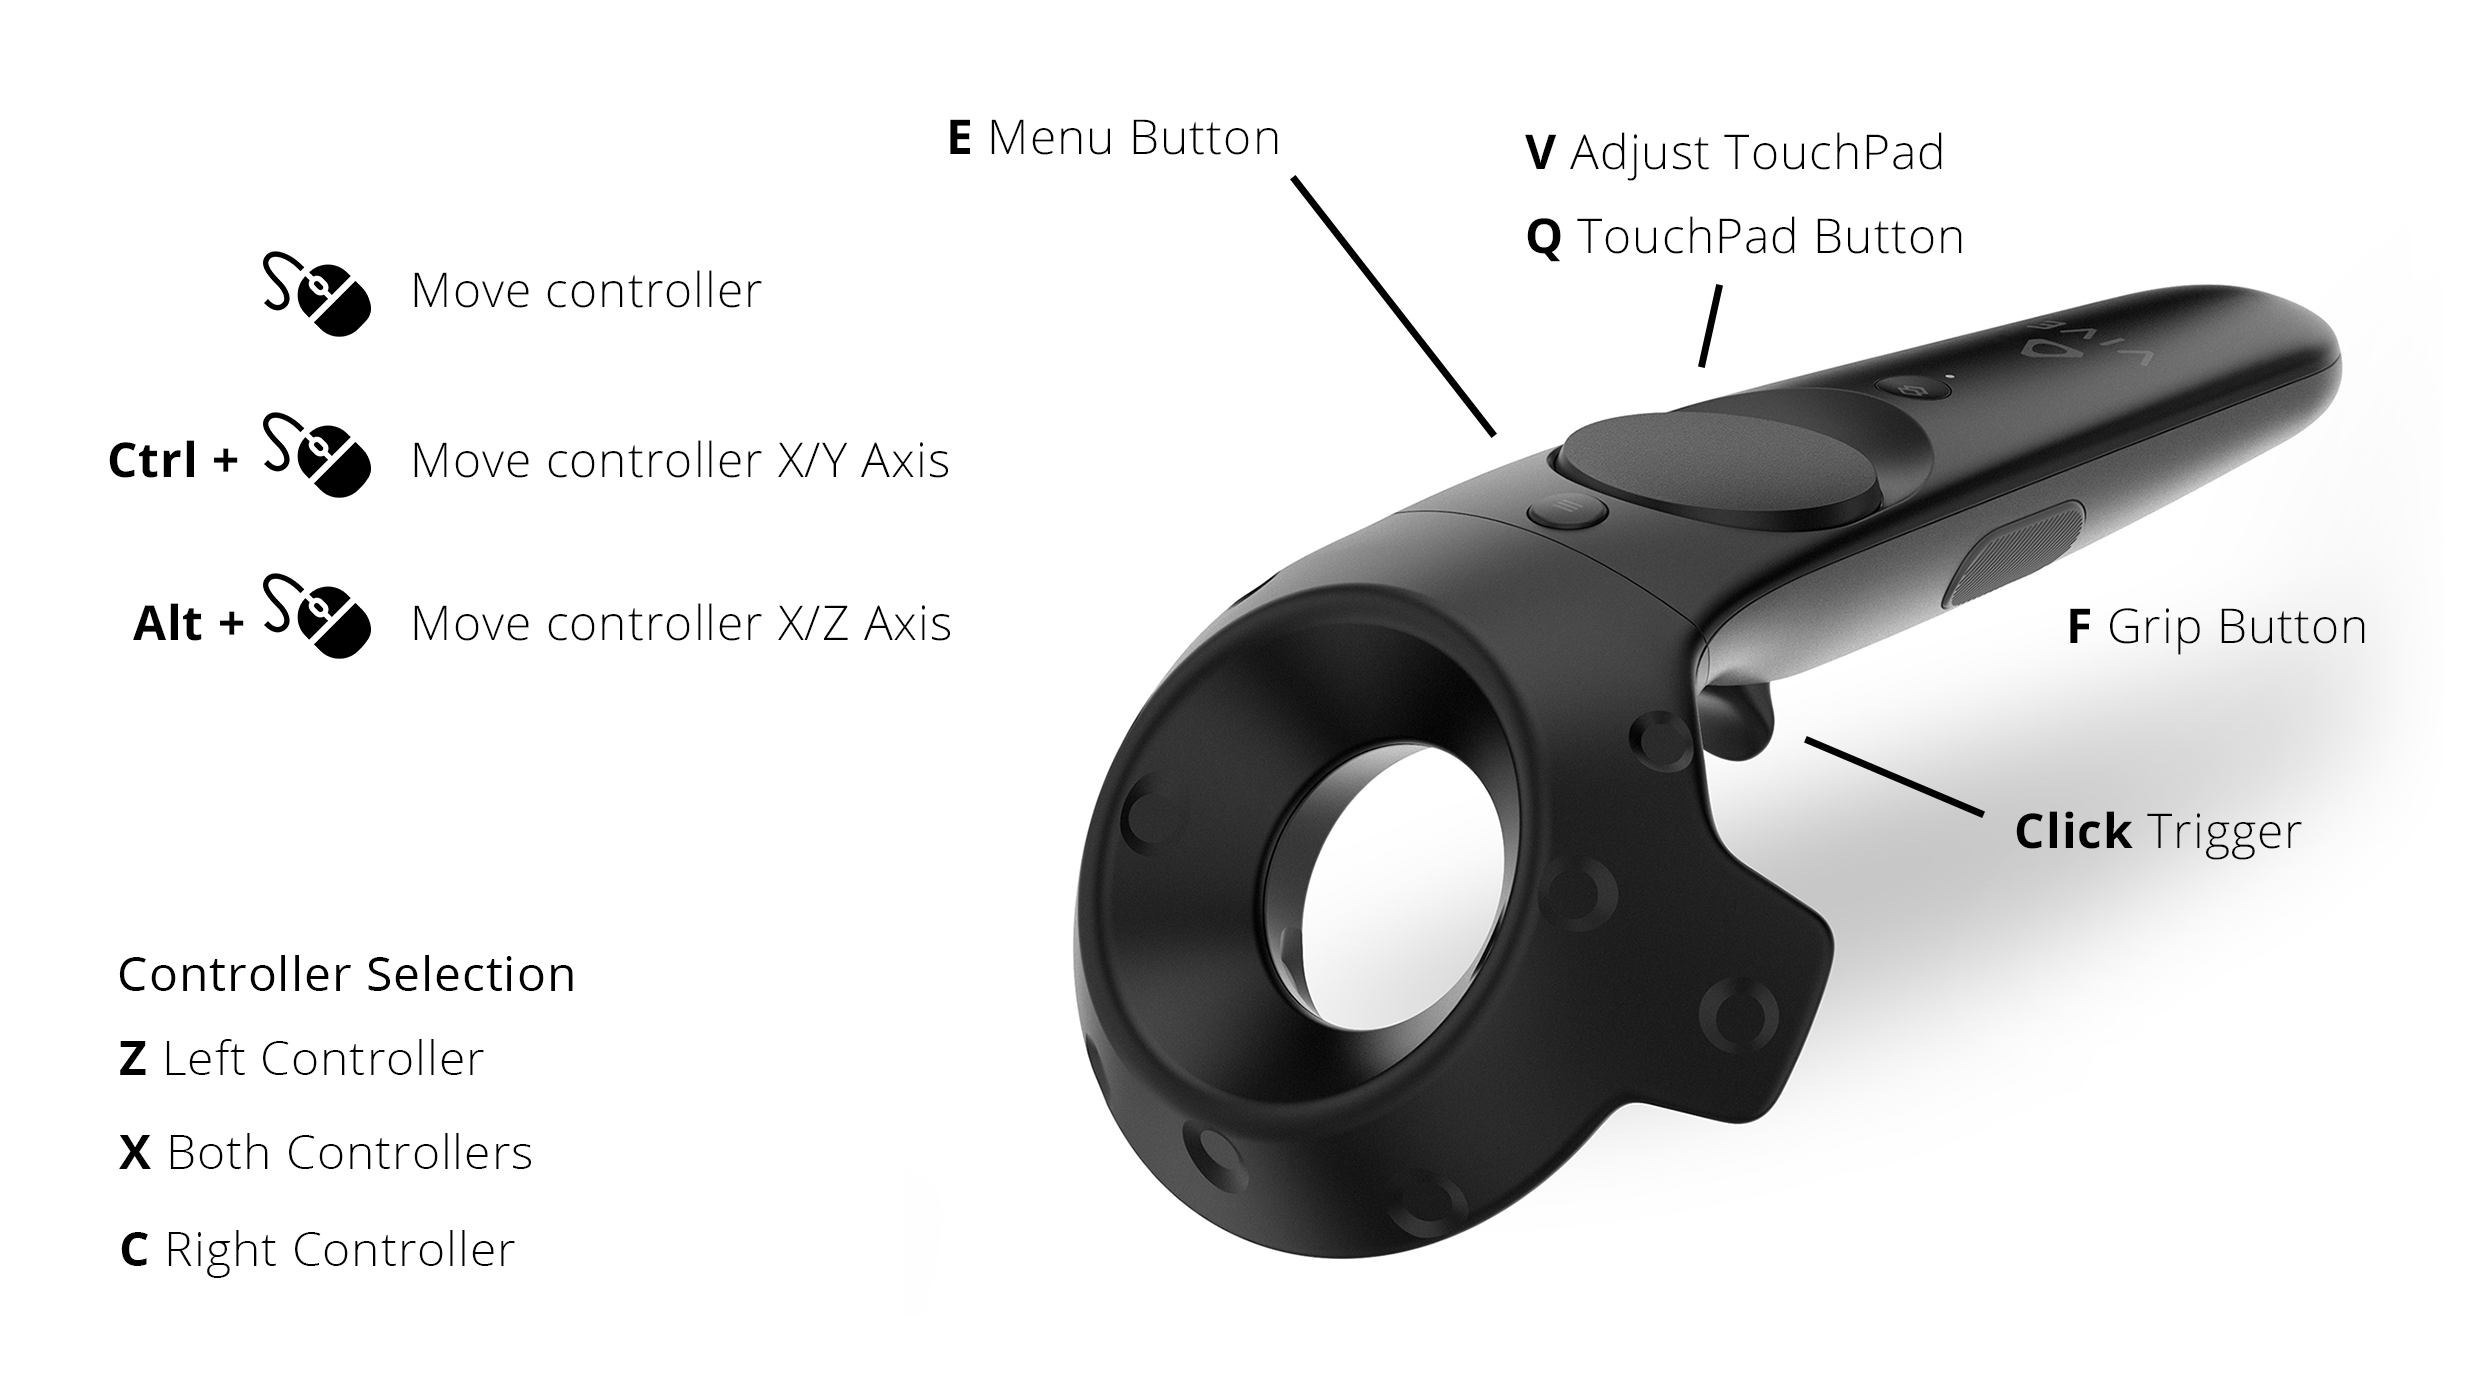 E Menu Button
V Adjust TouchPad
Q TouchPad Button
Move controller
Ctrl + Move controller X/Y Axis
Alt + Move controller X/Z Axis
VIVE
F Grip Button
Click Trigger
Controller Selection
Z Left Controller
X Both Controllers
C Right Controller